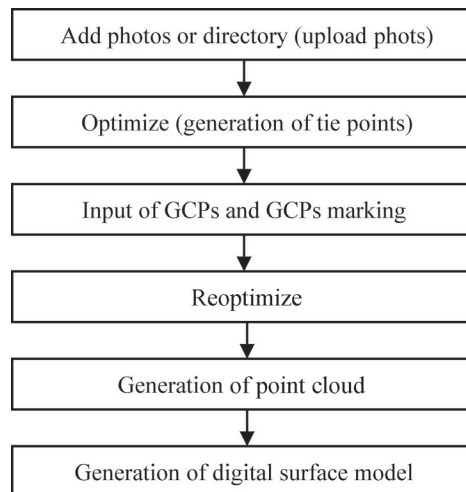 Add photos or directory (upload phots)
Optimize (generation of tie points)
Input of GCPs and GCPs marking
Reoptimize
Generation of point cloud
Generation of digital surface model